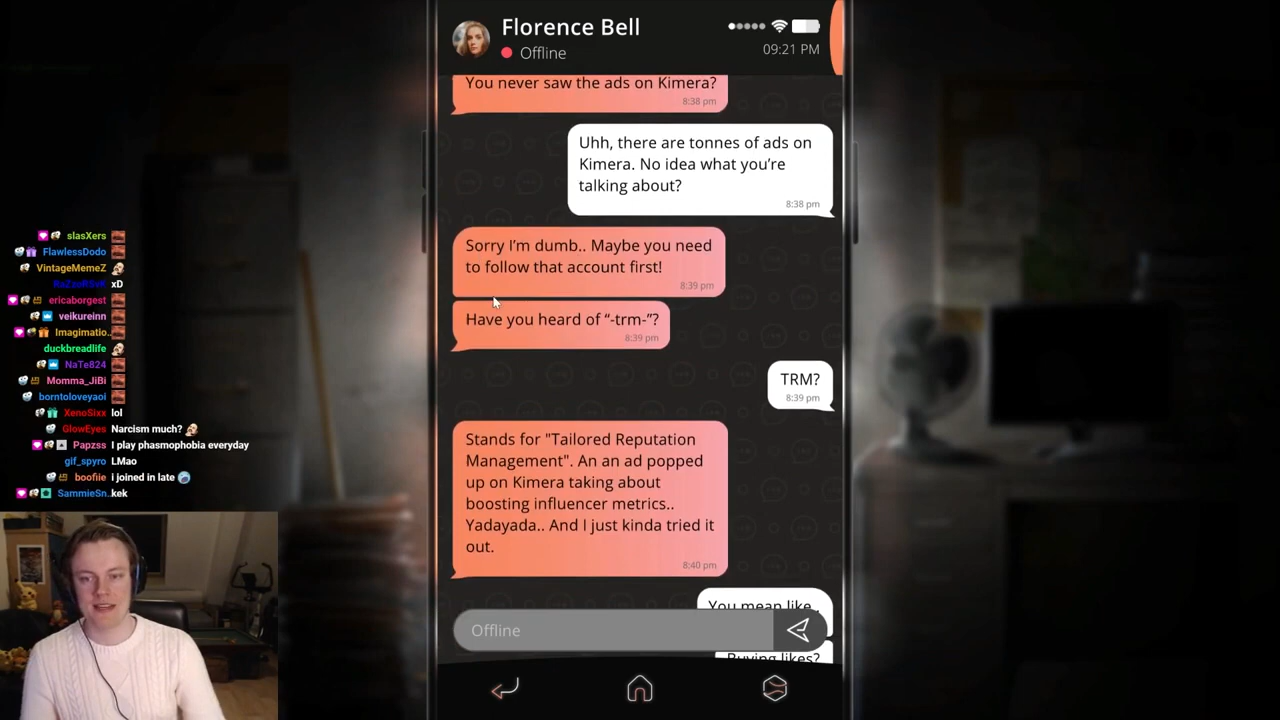 Florence Bell
Offline
09:21 PM
You never saw the ads on Kimera?
8:38 pm
Uhh, there are tonnes of ads on
Kimera. No idea what you’re
talking about?
8:38 pm
Sorry I’m dumb.. Maybe you need
to follow that account first!
8:39 pm
Have you heard of “-trm-”?
8:39 pm
TRM?
8:39 pm
Stands for "Tailored Reputation
Management". An an ad popped
up on Kimera taking about
boosting influencer metrics..
Yadayada.. And I just kinda tried it
out.
8:40 pm
You mean like..
Buying likes?
Offline
slasXers
FlawlessDodo
VintageMemeZ
xD
ericaborgest
veikureinn
Imaginatio..
duckbreadlife
NaTe824
Momma_JiBi
borntoloveyaoi
XenoSixx lol
GlowEyes Narcism much?
Papzss I play phasmophobia everyday
gif_spyro LMao
boofiie i joined in late
SammieSn.. kek